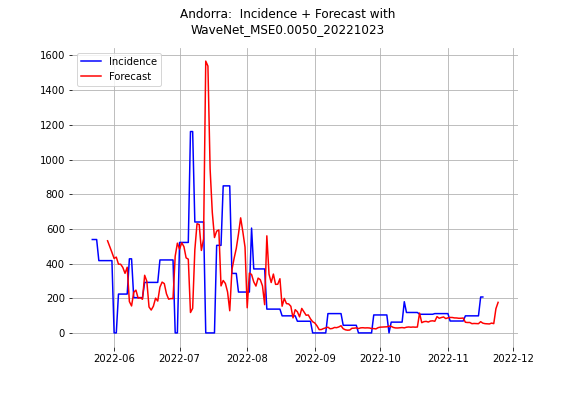 Andorra:  Incidence + Forecast with
WaveNet_MSE0.0050_20221023
Incidence
Forecast
1600
1400
1200
1000
800
600
400
200
0
2022-06 2022-07 2022-08 2022-09 2022-10 2022-11 2022-12